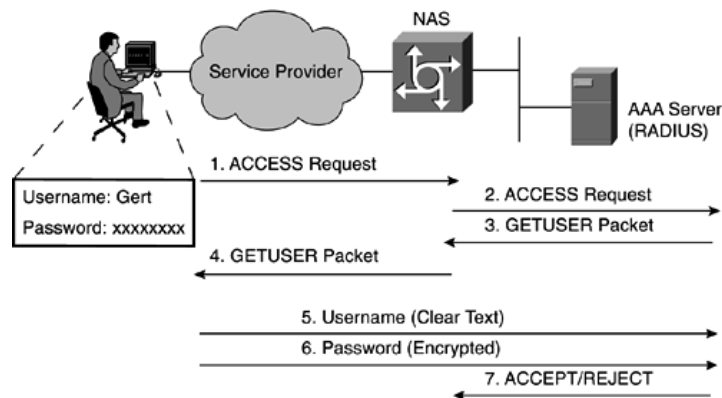 NAS
Service Provider
AAA Server
(RADIUS)
1. ACCESS Request
Username: Gert
Password: xxxxxxxx
2. ACCESS Request
3. GETUSER Packet
4. GETUSER Packet
5. Username (Clear Text)
6. Password (Encrypted)
7. ACCEPT/REJECT